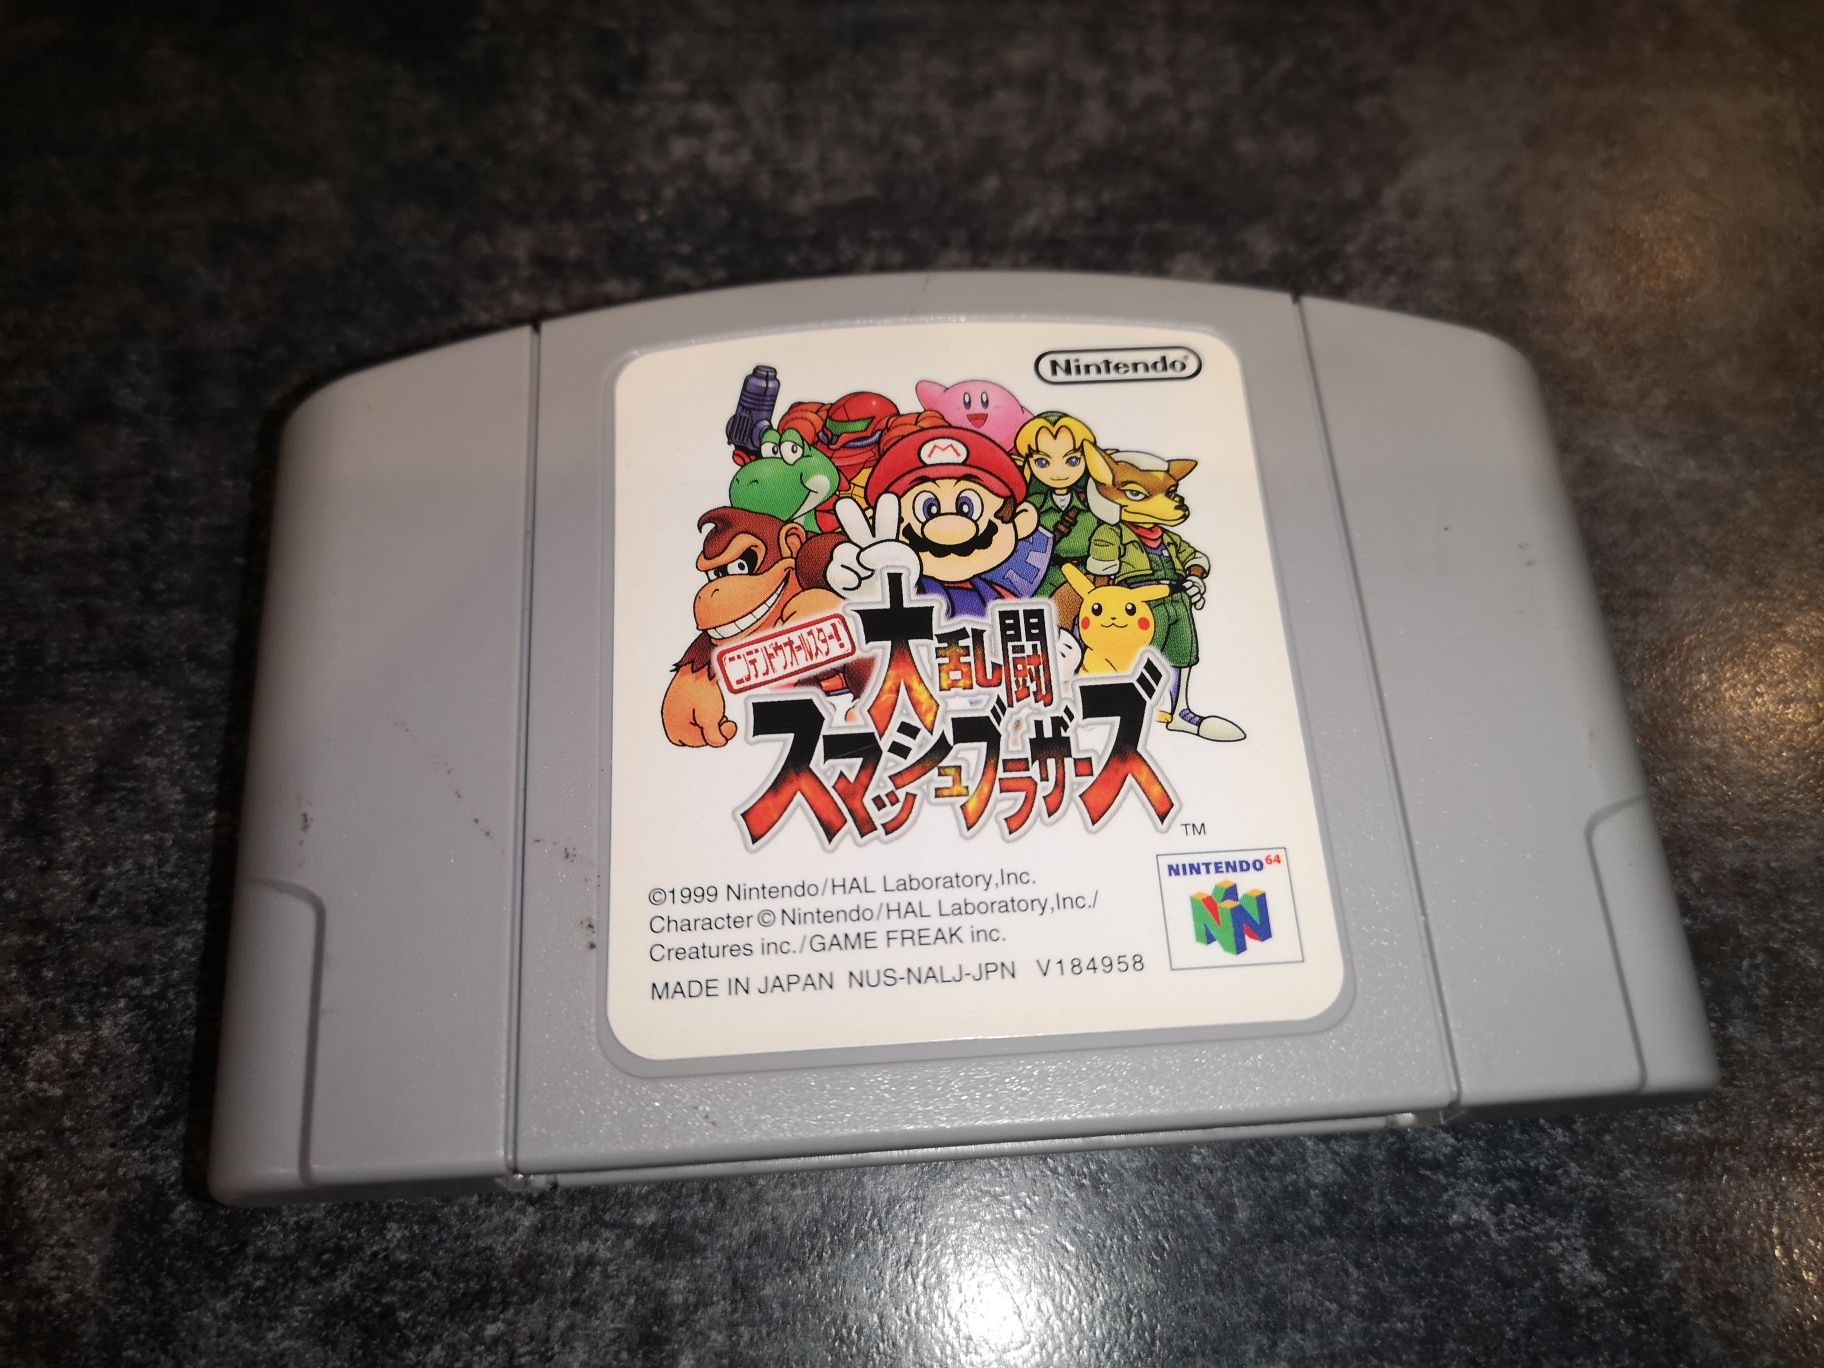 Nintendo®
M
ニンテンドウオールスター!
大乱闘
スマッシュブラザーズ
TM
©1999 Nintendo/HAL Laboratory,Inc.
Character © Nintendo/HAL Laboratory,Inc./
Creatures inc./GAME FREAK inc.
MADE IN JAPAN NUS-NALJ-JPN V184958
NINTENDO64